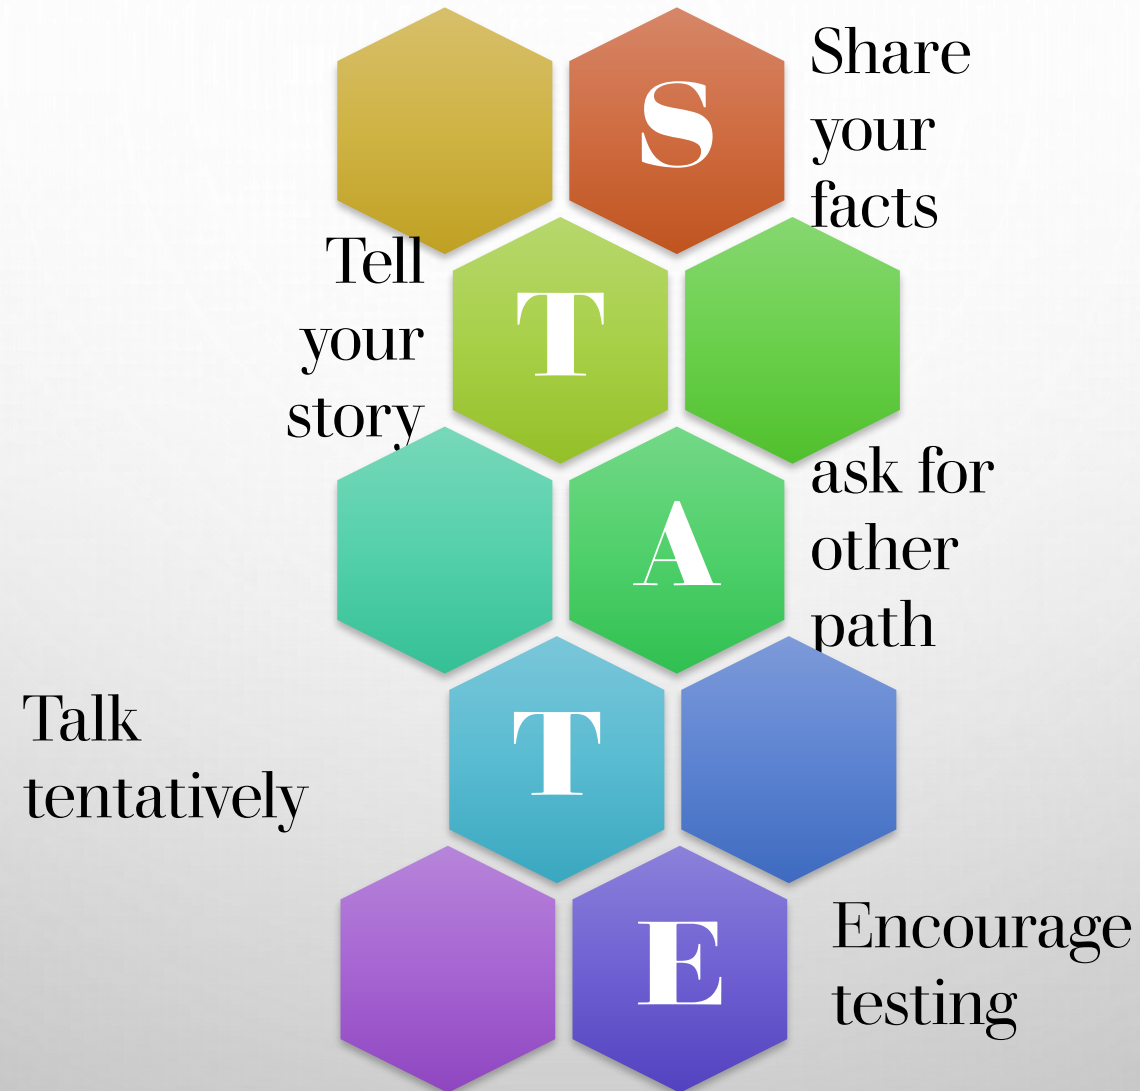 S
Share
your
facts
Tell
your
story
T
A
ask for
other
path
Talk
tentatively
T
E
Encourage
testing